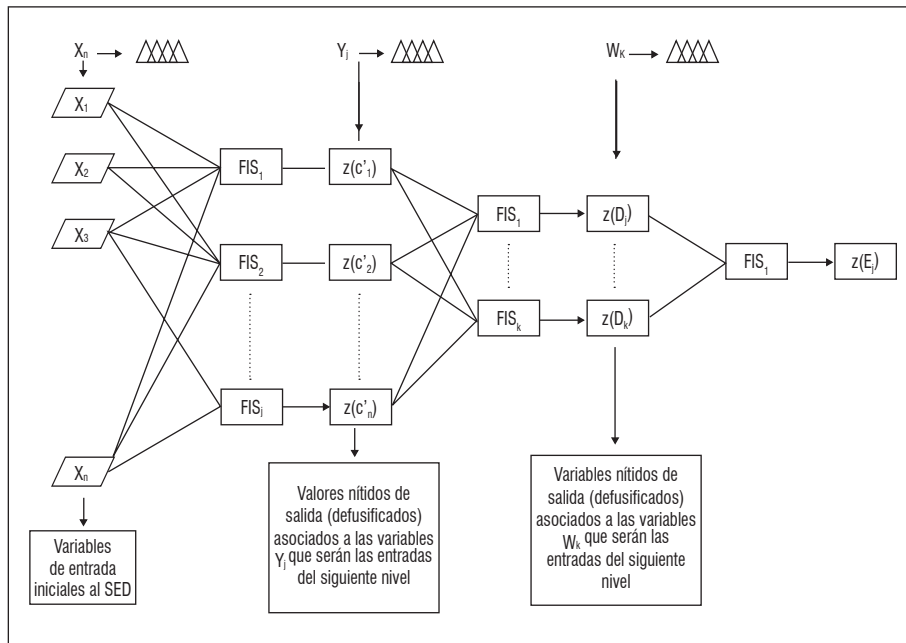 Xn
Yj
WK
X1
X2
X3
Xn
FIS1
FIS2
FISj
z(c'1)
z(c'2)
z(c'n)
FIS1
FISk
z(Dj)
z(Dk)
FIS1
z(Ej)
Variables
de entrada
iniciales al SED
Valores nítidos de
salida (defusificados)
asociados a las variables
Yj que serán las entradas
del siguiente nivel
Variables nítidos de
salida (defusificados)
asociados a las variables
Wk que serán las
entradas del siguiente
nivel